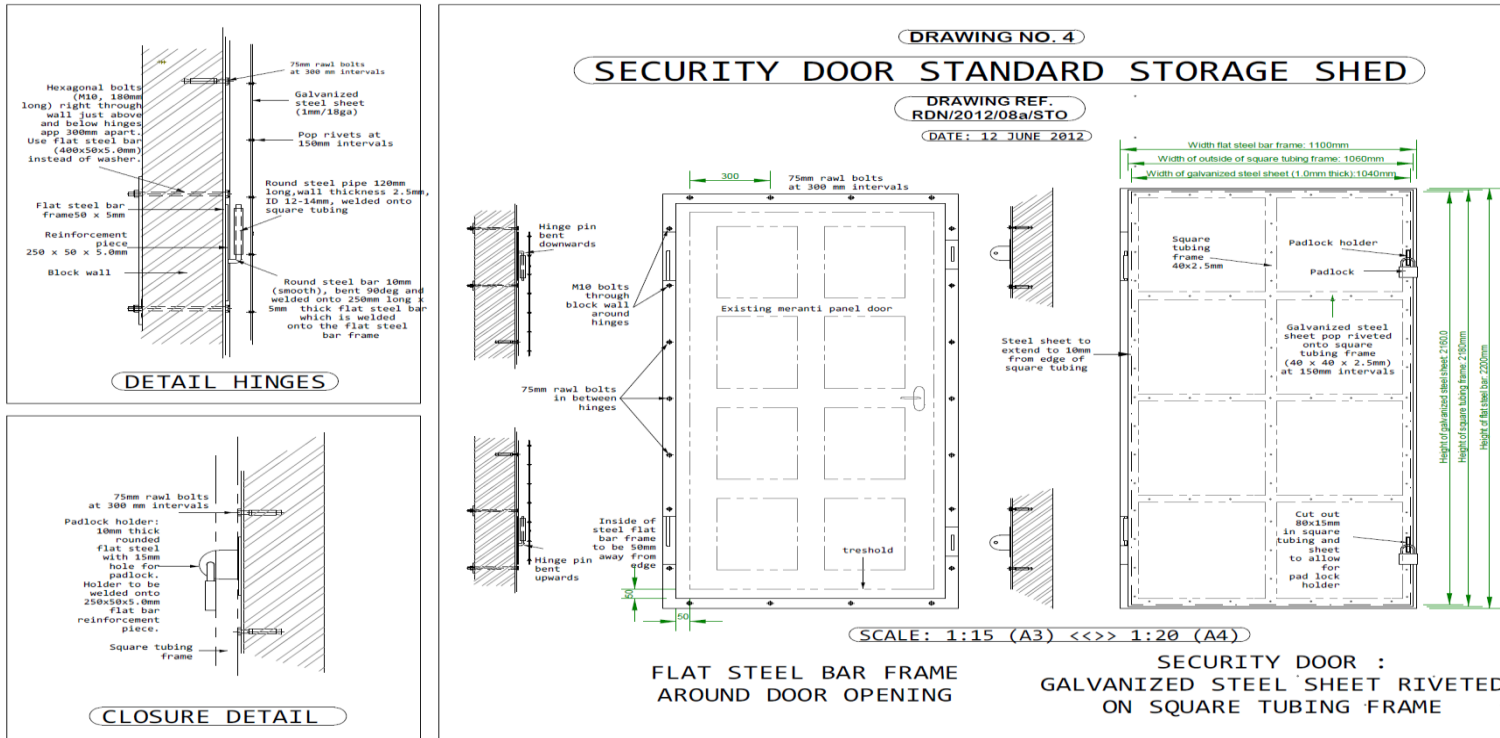 75mm rawl bolts
at 300 mm intervals
Hexagonal bolts
(M10, 180mm
long) right through
wall just above
and below hinges
app 300mm apart.
Use flat steel bar
(400x50x5.0mm)
instead of washer.
Galvanized
steel sheet
(1mm/18ga)
Pop rivets at
150mm intervals
Round steel pipe 120mm
long,wall thickness 2.5mm,
ID 12-14mm, welded onto
square tubing
Flat steel bar
frame50 x 5mm
Reinforcement
piece
250 x 50 x 5.0mm
Block wall
Round steel bar 10mm
(smooth), bent 90deg and
welded onto 250mm long x
5mm thick flat steel bar
which is welded
onto the flat steel
bar frame
DETAIL HINGES
75mm rawl bolts
at 300 mm intervals
Padlock holder:
10mm thick
rounded
flat steel
with 15mm
hole for
padlock.
Holder to be
welded onto
250x50x5.0mm
flat bar
reinforcement
piece.
Square tubing
frame
CLOSURE DETAIL
DRAWING NO. 4
SECURITY DOOR STANDARD STORAGE SHED
DRAWING REF.
RDN/2012/08a/STO
DATE: 12 JUNE 2012
300
75mm rawl bolts
at 300 mm intervals
Hinge pin
bent
downwards
M10 bolts
through
block wall
around
hinges
Existing meranti panel door
75mm rawl bolts
in between
hinges
Inside of
steel flat
bar frame
to be 50mm
away from
edge
Hinge pin
bent
upwards
treshold
50
50
Width flat steel bar frame: 1100mm
Width of outside of square tubing frame: 1060mm
Width of galvanized steel sheet (1.0mm thick):1040mm
Square
tubing
frame
40x2.5mm
Padlock holder
Padlock
Steel sheet to
extend to 10mm
from edge of
square tubing
Galvanized steel
sheet pop riveted
onto square
tubing frame
(40 x 40 x 2.5mm)
at 150mm intervals
Cut out
80x15mm
in square
tubing and
sheet
to allow
for
pad lock
holder
Height of galvanized steel sheet: 2160.0
Height of square tubing frame: 2180mm
Height of flat steel bar: 2200mm
SCALE: 1:15 (A3) <<>> 1:20 (A4)
FLAT STEEL BAR FRAME
AROUND DOOR OPENING
SECURITY DOOR :
GALVANIZED STEEL SHEET RIVETED
ON SQUARE TUBING FRAME